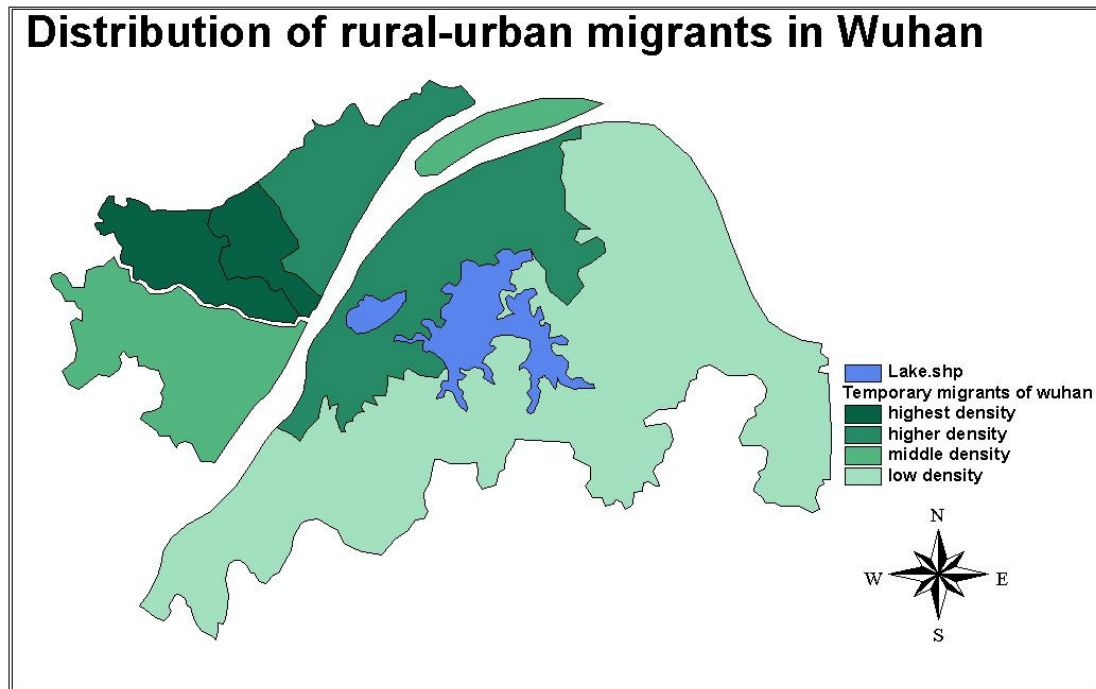 Distribution of rural-urban migrants in Wuhan
Lake.shp
Temporary migrants of wuhan
highest density
higher density
middle density
low density
N
W E
S